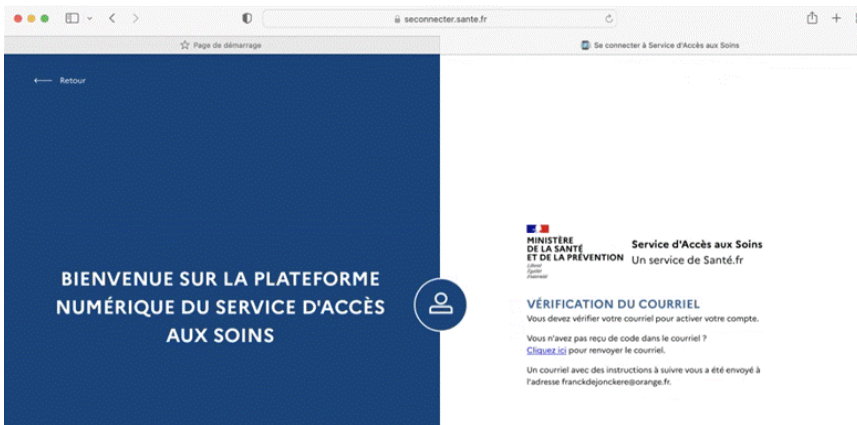 seconnecter.sante.fr
Page de démarrage
Se connecter à Service d'Accès aux Soins
Retour
BIENVENUE SUR LA PLATEFORME
NUMÉRIQUE DU SERVICE D'ACCÈS
AUX SOINS
MINISTÈRE
DE LA SANTÉ
ET DE LA PRÉVENTION
Liberté
Égalité
Fraternité
Service d'Accès aux Soins
Un service de Santé.fr
VÉRIFICATION DU COURRIEL
Vous devez vérifier votre courriel pour activer votre compte.
Vous n'avez pas reçu de code dans le courriel ?
Cliquez ici pour renvoyer le courriel.
Un courriel avec des instructions à suivre vous a été envoyé à
l'adresse franckdejonckere@orange.fr.